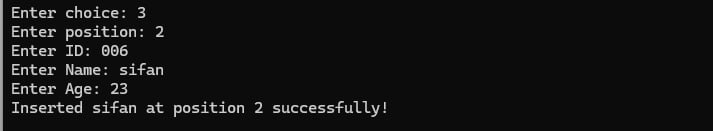 Enter choice: 3
Enter position: 2
Enter ID: 006
Enter Name: sifan
Enter Age: 23
Inserted sifan at position 2 successfully!